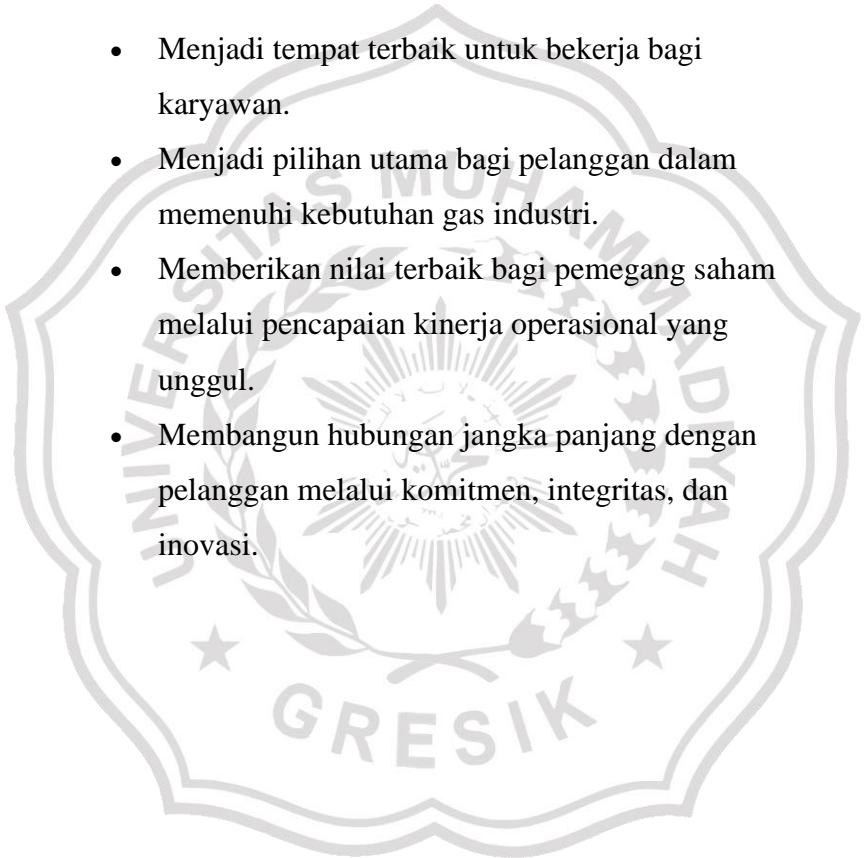 • Menjadi tempat terbaik untuk bekerja bagi
karyawan.
• Menjadi pilihan utama bagi pelanggan dalam
memenuhi kebutuhan gas industri.
• Memberikan nilai terbaik bagi pemegang saham
melalui pencapaian kinerja operasional yang
unggul.
• Membangun hubungan jangka panjang dengan
pelanggan melalui komitmen, integritas, dan
inovasi.
UNIVERSITAS MUHAMMADIYAH
GRESIK